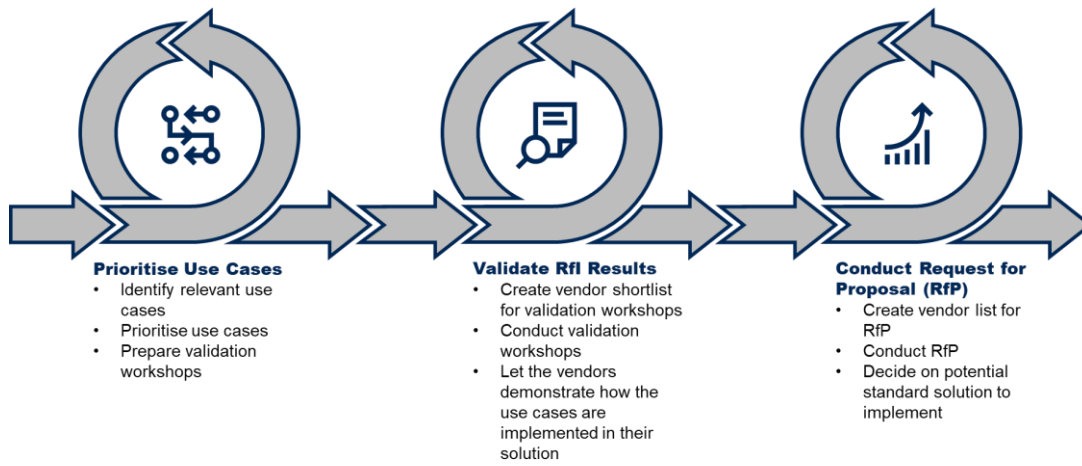 Prioritise Use Cases
• Identify relevant use
cases
• Prioritise use cases
• Prepare validation
workshops
Validate RfI Results
• Create vendor shortlist
for validation workshops
• Conduct validation
workshops
• Let the vendors
demonstrate how the
use cases are
implemented in their
solution
Conduct Request for
Proposal (RfP)
• Create vendor list for
RfP
• Conduct RfP
• Decide on potential
standard solution to
implement